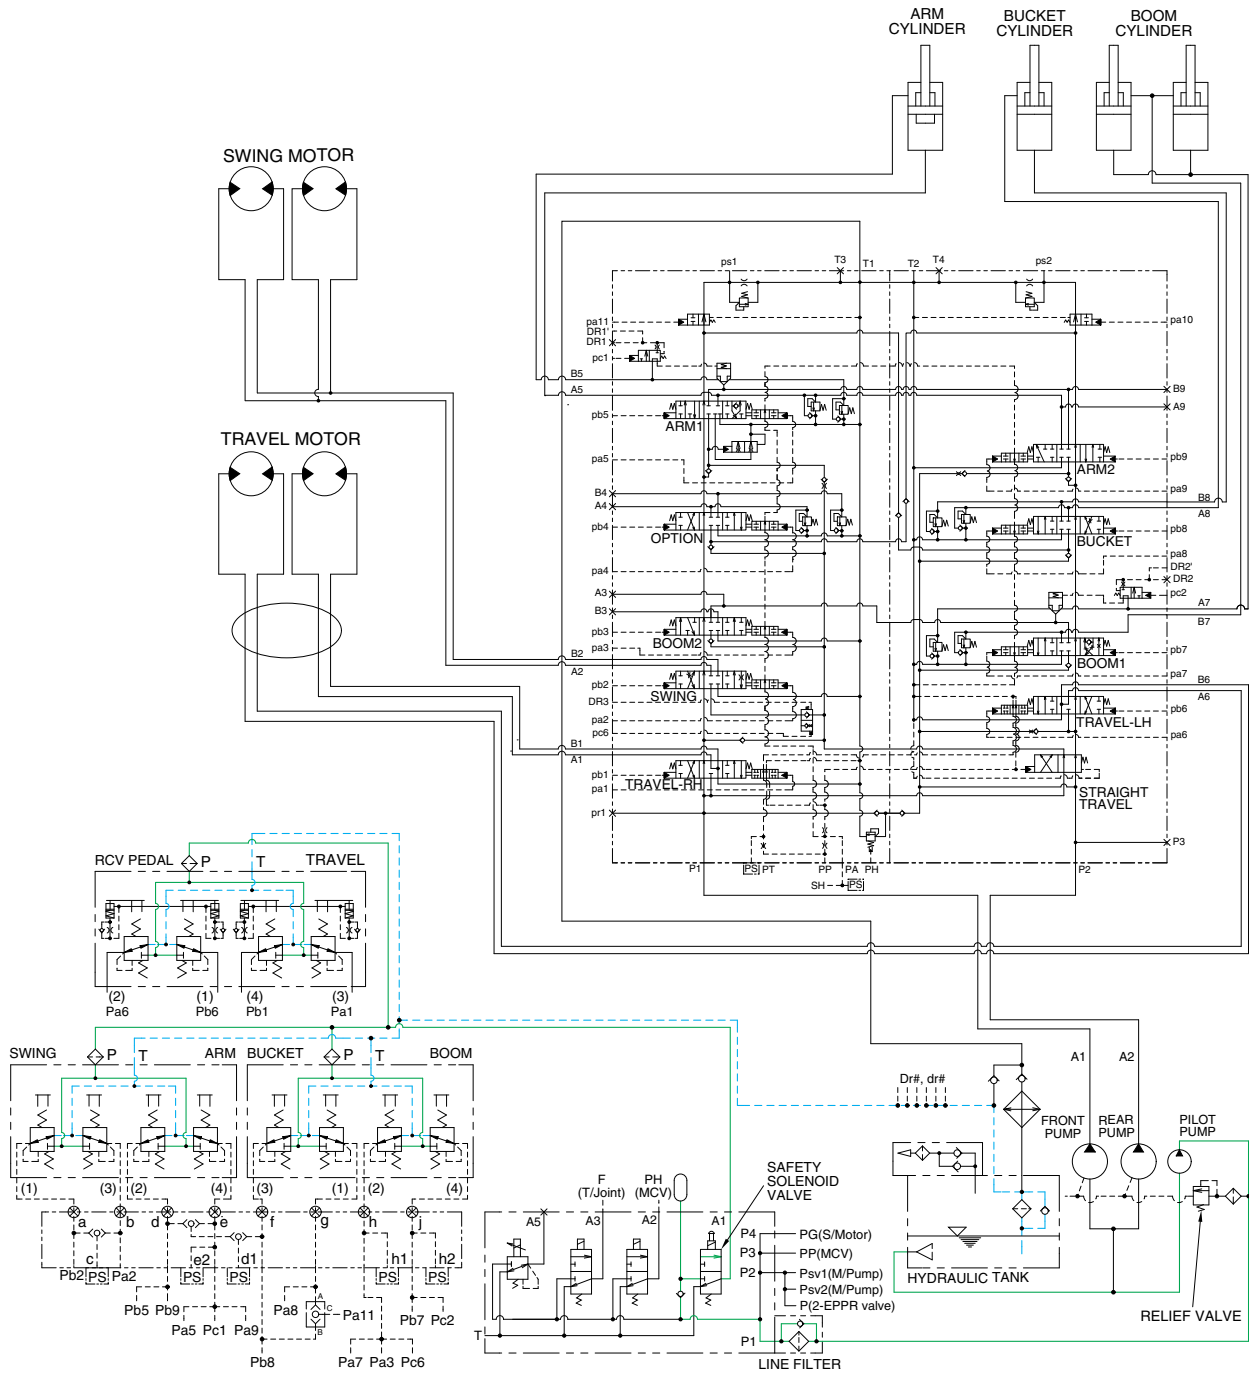 ARM
CYLINDER
BUCKET
CYLINDER
BOOM
CYLINDER
SWING MOTOR
TRAVEL MOTOR
ps1
T3
T1
T2
T4
ps2
pa11
DR1'
DR1
pc1
B5
A5
pb5
ARM1
pa5
B4
A4
pb4
OPTION
pa4
A3
B3
pb3
BOOM2
pa3
B2
A2
pb2
SWING
DR3
pa2
pc6
B1
A1
pb1
TRAVEL-RH
pa1
pr1
pa10
B9
A9
pb9
ARM2
pa9
B8
A8
pb8
BUCKET
pa8
DR2'
DR2
pc2
A7
B7
pb7
BOOM1
pa7
B6
A6
pb6
TRAVEL-LH
pa6
STRAIGHT
TRAVEL
P3
P1
PS
PT
PP
PA
PH
P2
SH
PS
RCV PEDAL
P
T
TRAVEL
(2)
(1)
(4)
(3)
Pa6
Pb6
Pb1
Pa1
SWING
P
T
ARM
BUCKET
P
T
BOOM
(1)
(3)
(2)
(4)
(3)
(1)
(2)
(4)
a
b
d
e
f
g
h
j
c
e2
d1
h1
h2
Pb2
PS
Pa2
PS
PS
PS
PS
Pb5
Pb9
Pa5
Pc1
Pa9
Pa8
A
C
B
Pa11
Pb7
Pc2
Pb8
Pa7
Pa3
Pc6
F
(T/Joint)
PH
(MCV)
SAFETY
SOLENOID
VALVE
A5
A3
A2
A1
P4
PG(S/Motor)
P3
PP(MCV)
P2
Psv1(M/Pump)
Psv2(M/Pump)
P(2-EPPR valve)
T
P1
LINE FILTER
Dr#, dr#
A1
A2
FRONT
PUMP
REAR
PUMP
PILOT
PUMP
HYDRAULIC TANK
RELIEF VALVE